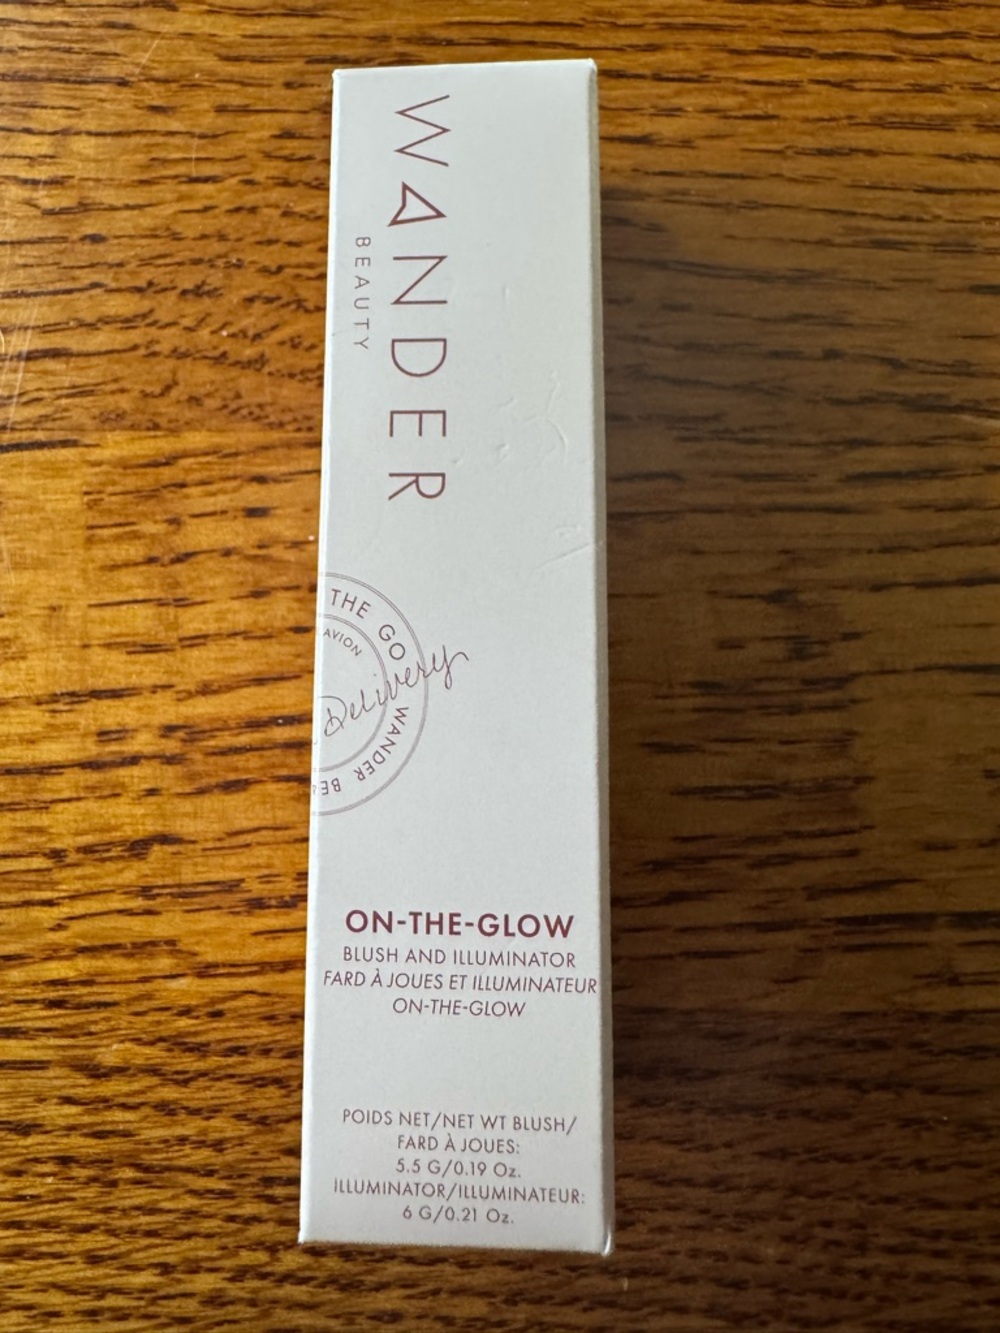 WANDER
BEAUTY
THE GO
AVION
Delivery
WANDER
ON-THE-GLOW
BLUSH AND ILLUMINATOR
FARD À JOUES ET ILLUMINATEUR
ON-THE-GLOW
POIDS NET/NET WT BLUSH/
FARD À JOUES:
5.5 G/0.19 Oz.
ILLUMINATOR/ILLUMINATEUR:
6 G/0.21 Oz.